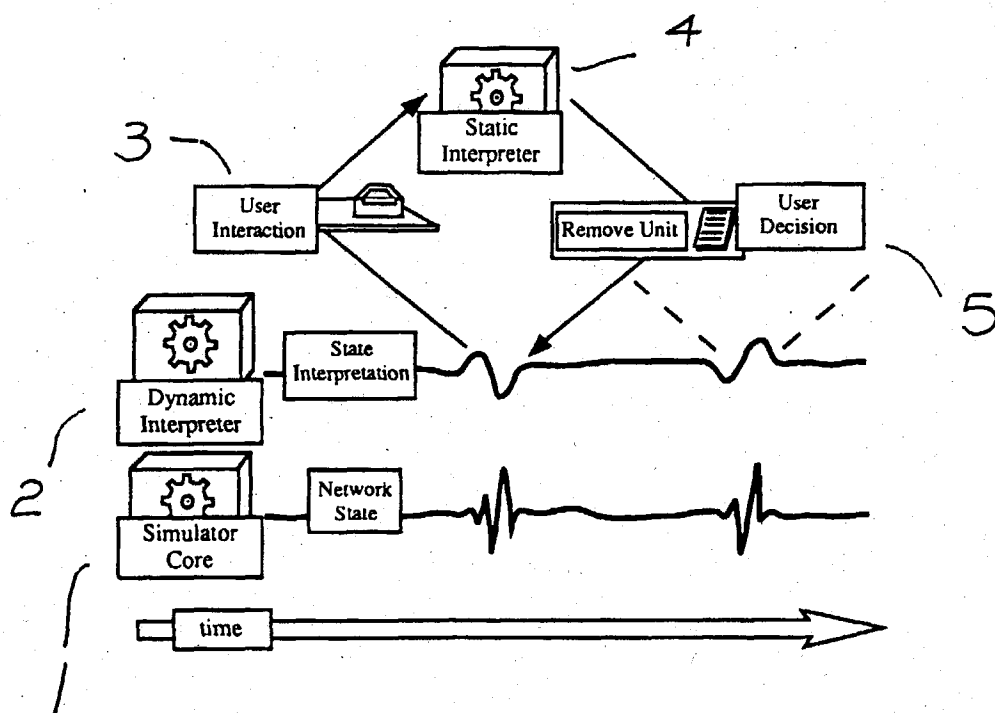 4
Static
Interpreter
3
User
Interaction
Remove Unit
User
Decision
5
State
Interpretation
Dynamic
Interpreter
2
Network
State
Simulator
Core
time